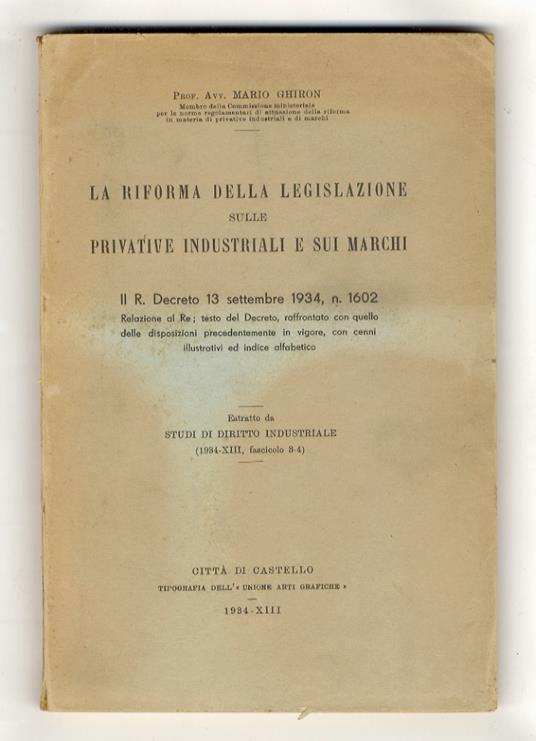 Prof. Avv. MARIO GHIRON
Membro della Commissione ministeriale
per le norme regolamentari di attuazione della riforma
in materia di privative industriali e di marchi
LA RIFORMA DELLA LEGISLAZIONE
SULLE
PRIVATIVE INDUSTRIALI E SUI MARCHI
Il R. Decreto 13 settembre 1934, n. 1602
Relazione al Re; testo del Decreto, raffrontato con quello
delle disposizioni precedentemente in vigore, con cenni
illustrativi ed indice alfabetico
Estratto da
STUDI DI DIRITTO INDUSTRIALE
(1934-XIII, fascicolo 3-4)
CITTÀ DI CASTELLO
TIPOGRAFIA DELL'« UNIONE ARTI GRAFICHE »
1934-XIII